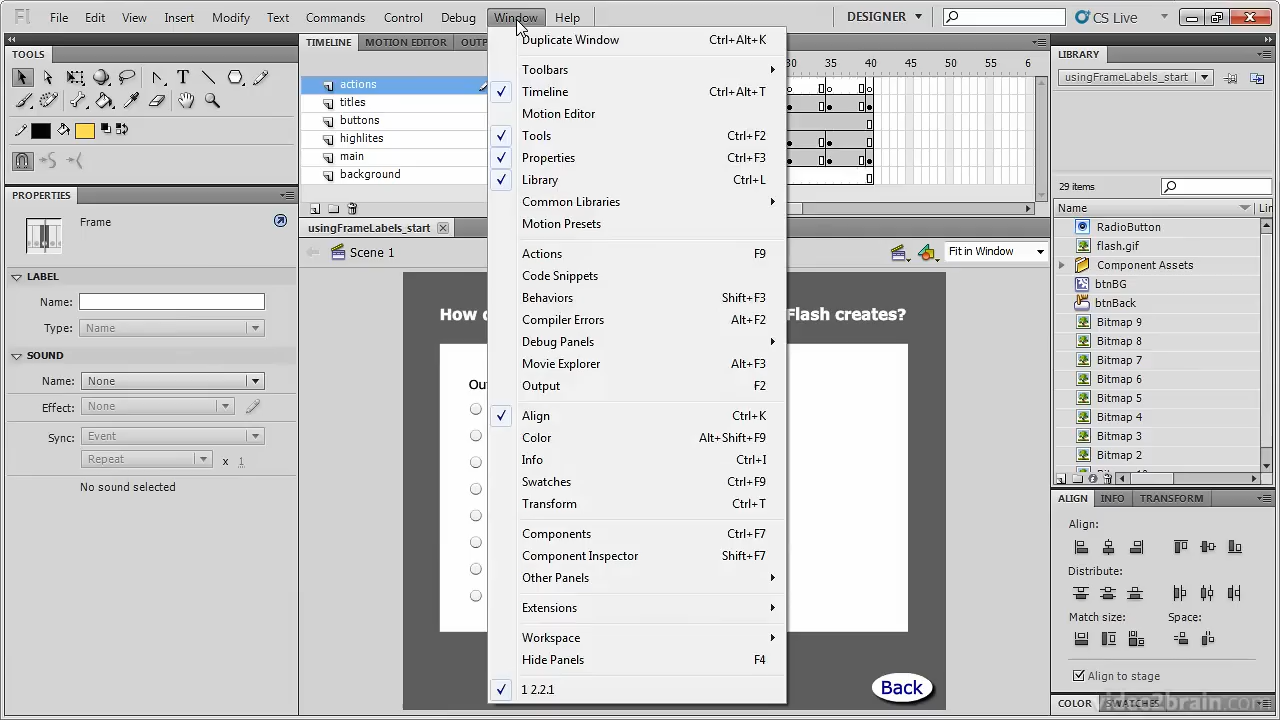 Fl File Edit View Insert Modify Text Commands Control Debug Window Help DESIGNER CS Live
TOOLS
TIMELINE MOTION EDITOR OUTP
30 35 40 45 50 55 6
actions
titles
buttons
highlites
main
background
PROPERTIES
Frame
LABEL
Name:
Type: Name
SOUND
Name: None
Effect: None
Sync: Event
Repeat x 1
No sound selected
usingFrameLabels_start
Scene 1
Fit in Window
How d
Flash creates?
Ou
Back
Duplicate Window Ctrl+Alt+K
Toolbars
Timeline Ctrl+Alt+T
Motion Editor
Tools Ctrl+F2
Properties Ctrl+F3
Library Ctrl+L
Common Libraries
Motion Presets
Actions F9
Code Snippets
Behaviors Shift+F3
Compiler Errors Alt+F2
Debug Panels
Movie Explorer Alt+F3
Output F2
Align Ctrl+K
Color Alt+Shift+F9
Info Ctrl+I
Swatches Ctrl+F9
Transform Ctrl+T
Components Ctrl+F7
Component Inspector Shift+F7
Other Panels
Extensions
Workspace
Hide Panels F4
1 2.2.1
LIBRARY
usingFrameLabels_start
29 items
Name Lin
RadioButton
flash.gif
Component Assets
btnBG
btnBack
Bitmap 9
Bitmap 8
Bitmap 7
Bitmap 6
Bitmap 5
Bitmap 4
Bitmap 3
Bitmap 2
ALIGN INFO TRANSFORM
Align:
Distribute:
Match size: Space:
Align to stage
COLOR SWATCHES
video2brain.com